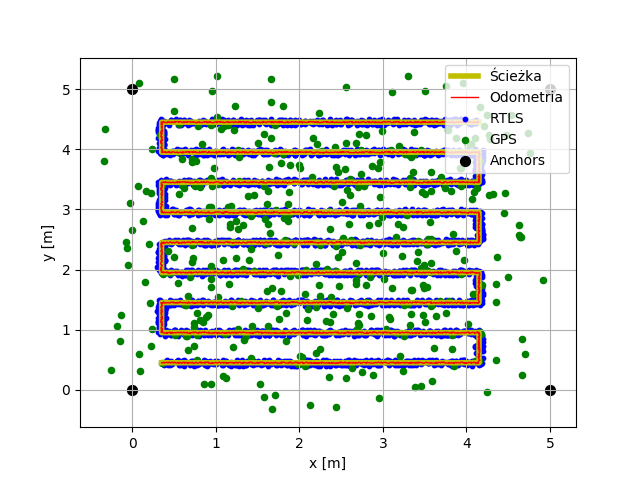 Ścieżka
Odometria
RTLS
GPS
Anchors
y [m]
5
4
3
2
1
0
0 1 2 3 4 5
x [m]